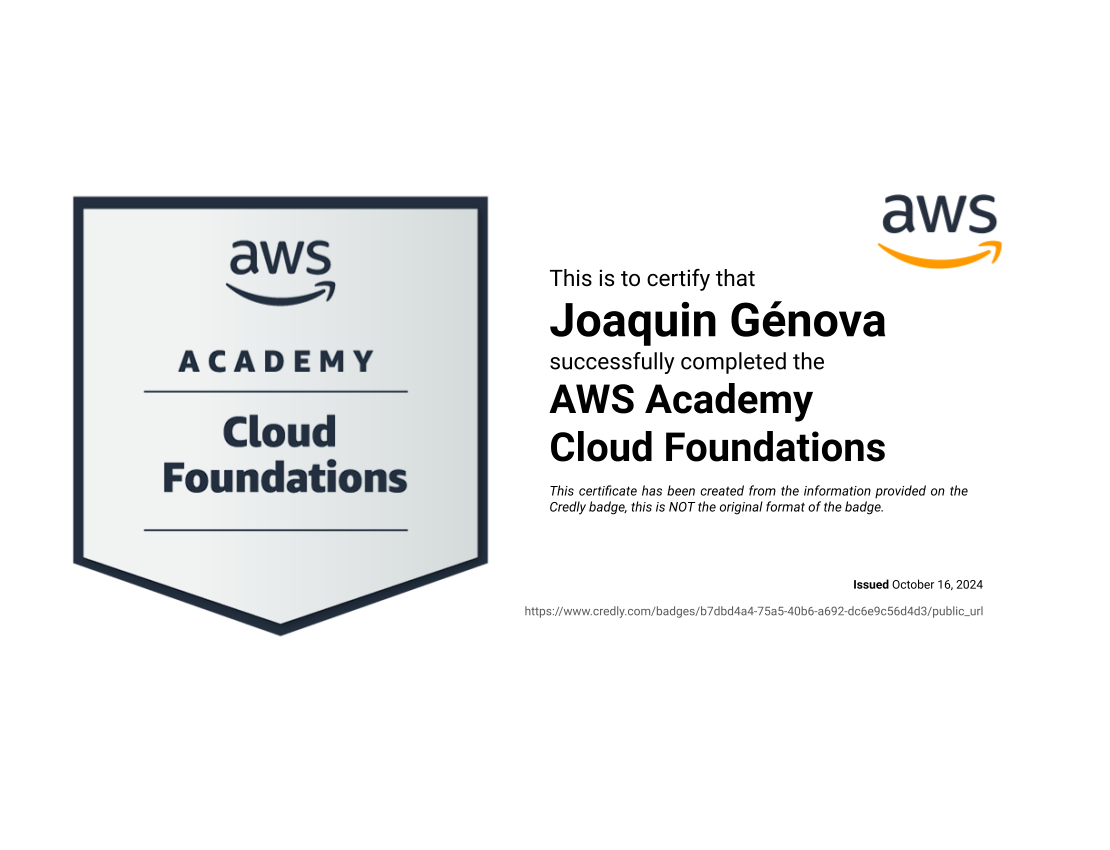 aws
ACADEMY
Cloud
Foundations
aws
This is to certify that
Joaquin Génova
successfully completed the
AWS Academy
Cloud Foundations
This certificate has been created from the information provided on the
Credly badge, this is NOT the original format of the badge.
Issued October 16, 2024
https://www.credly.com/badges/b7dbd4a4-75a5-40b6-a692-dc6e9c56d4d3/public_url